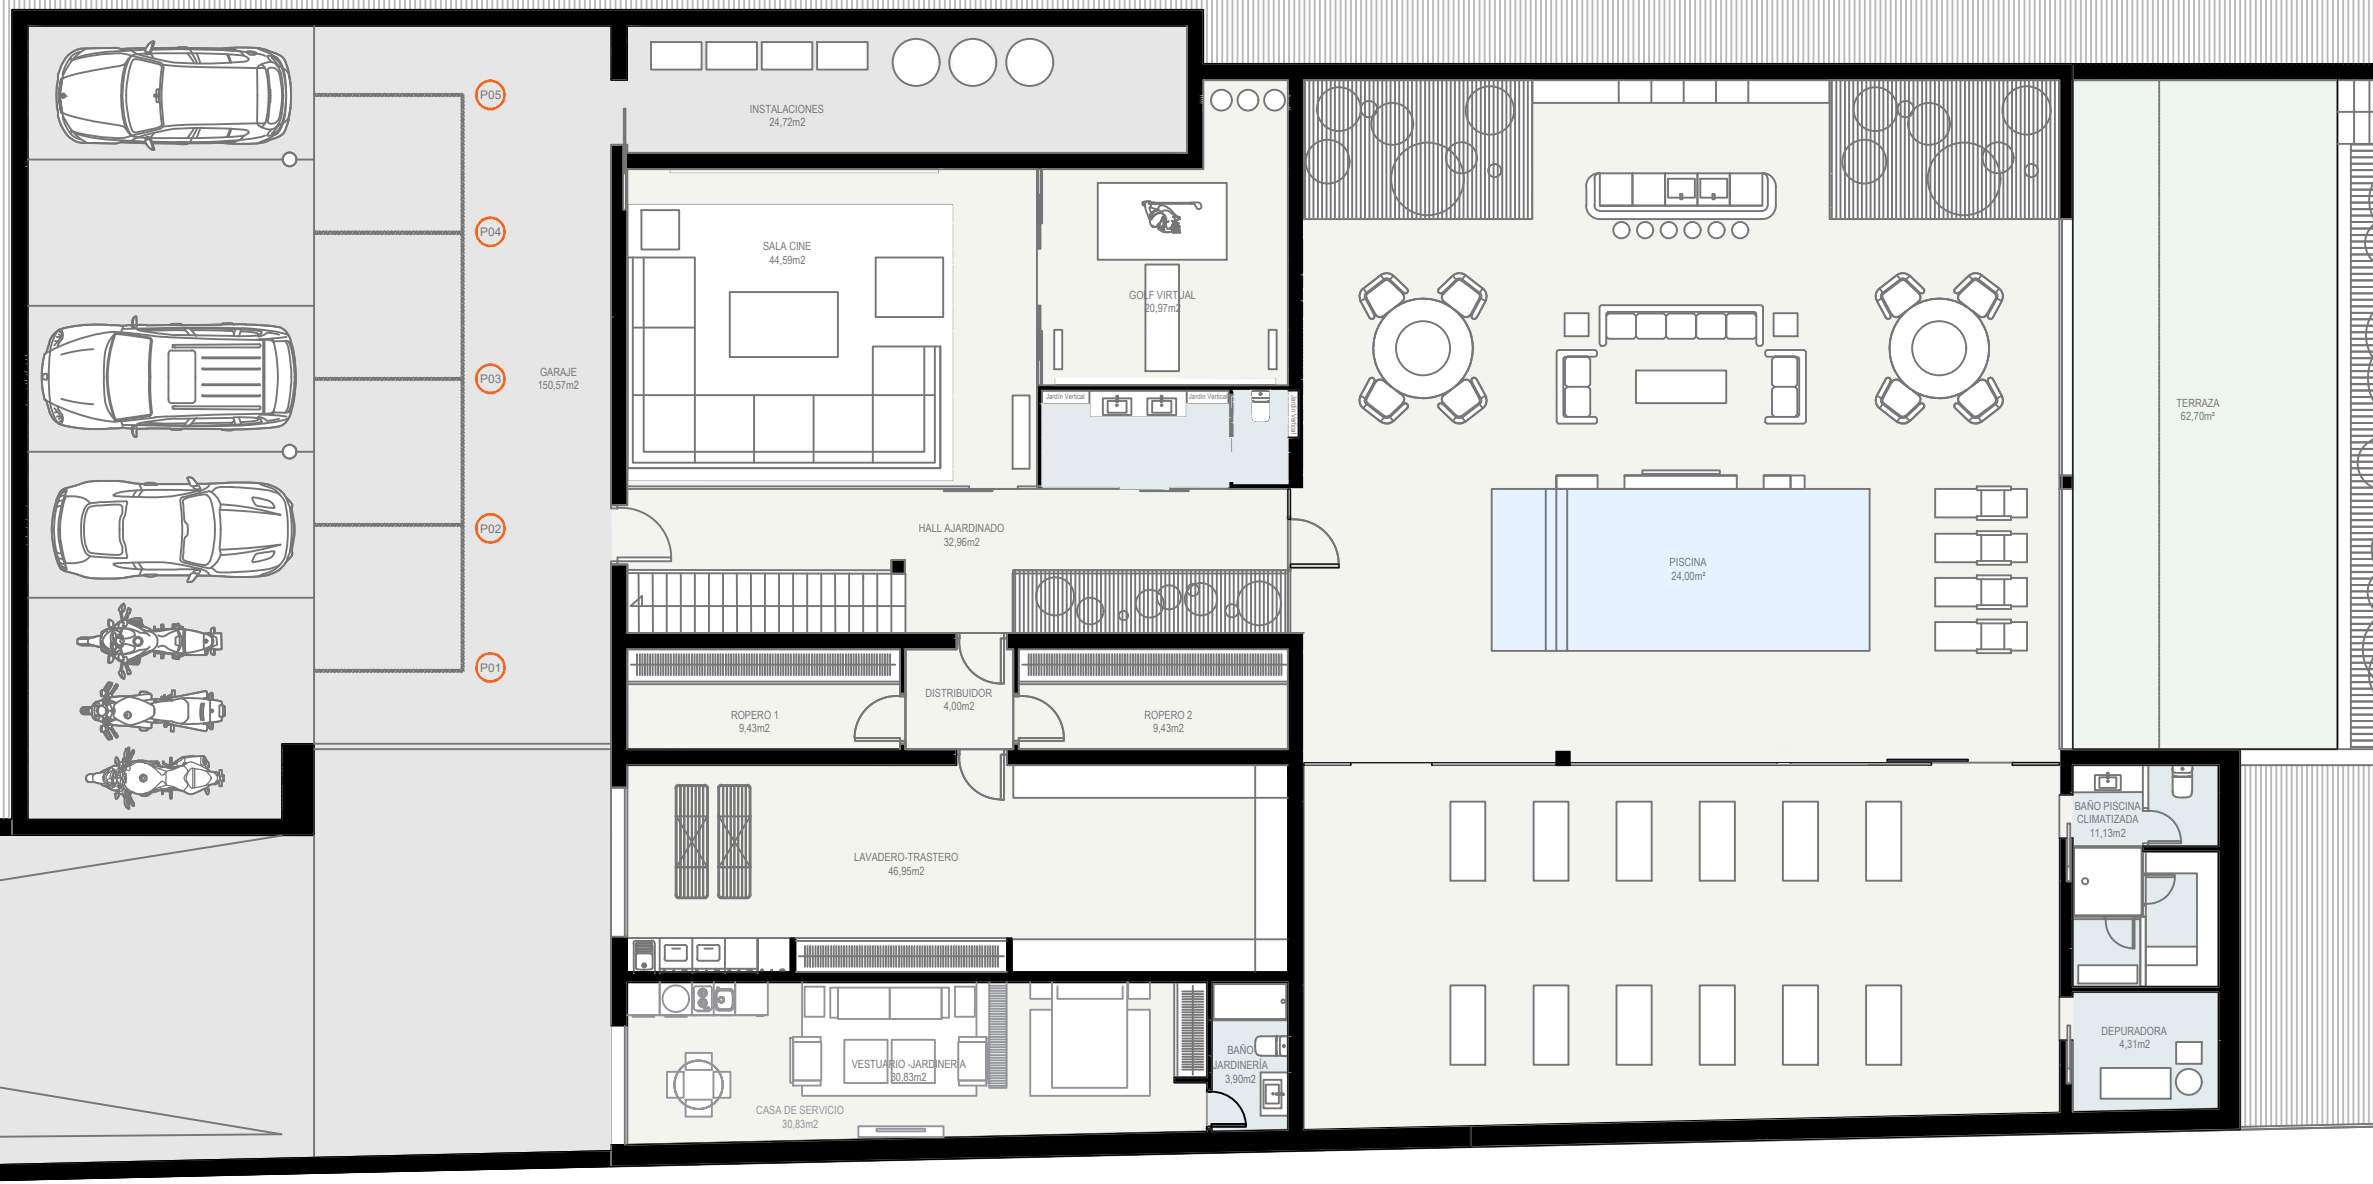 P05
INSTALACIONES
24,72m2
P04
SALA CINE
44,59m2
GOLF VIRTUAL
20,97m2
P03
GARAJE
150,57m2
Jardín Vertical
Jardín Vertical
Jardín Vertical
TERRAZA
62,70m²
P02
HALL AJARDINADO
32,96m2
PISCINA
24,00m²
P01
ROPERO 1
9,43m2
DISTRIBUIDOR
4,00m2
ROPERO 2
9,43m2
LAVADERO-TRASTERO
46,95m2
BAÑO PISCINA
CLIMATIZADA
11,13m2
VESTUARIO -JARDINERÍA
30,83m2
BAÑO
JARDINERÍA
3,90m2
DEPURADORA
4,31m2
CASA DE SERVICIO
30,83m2